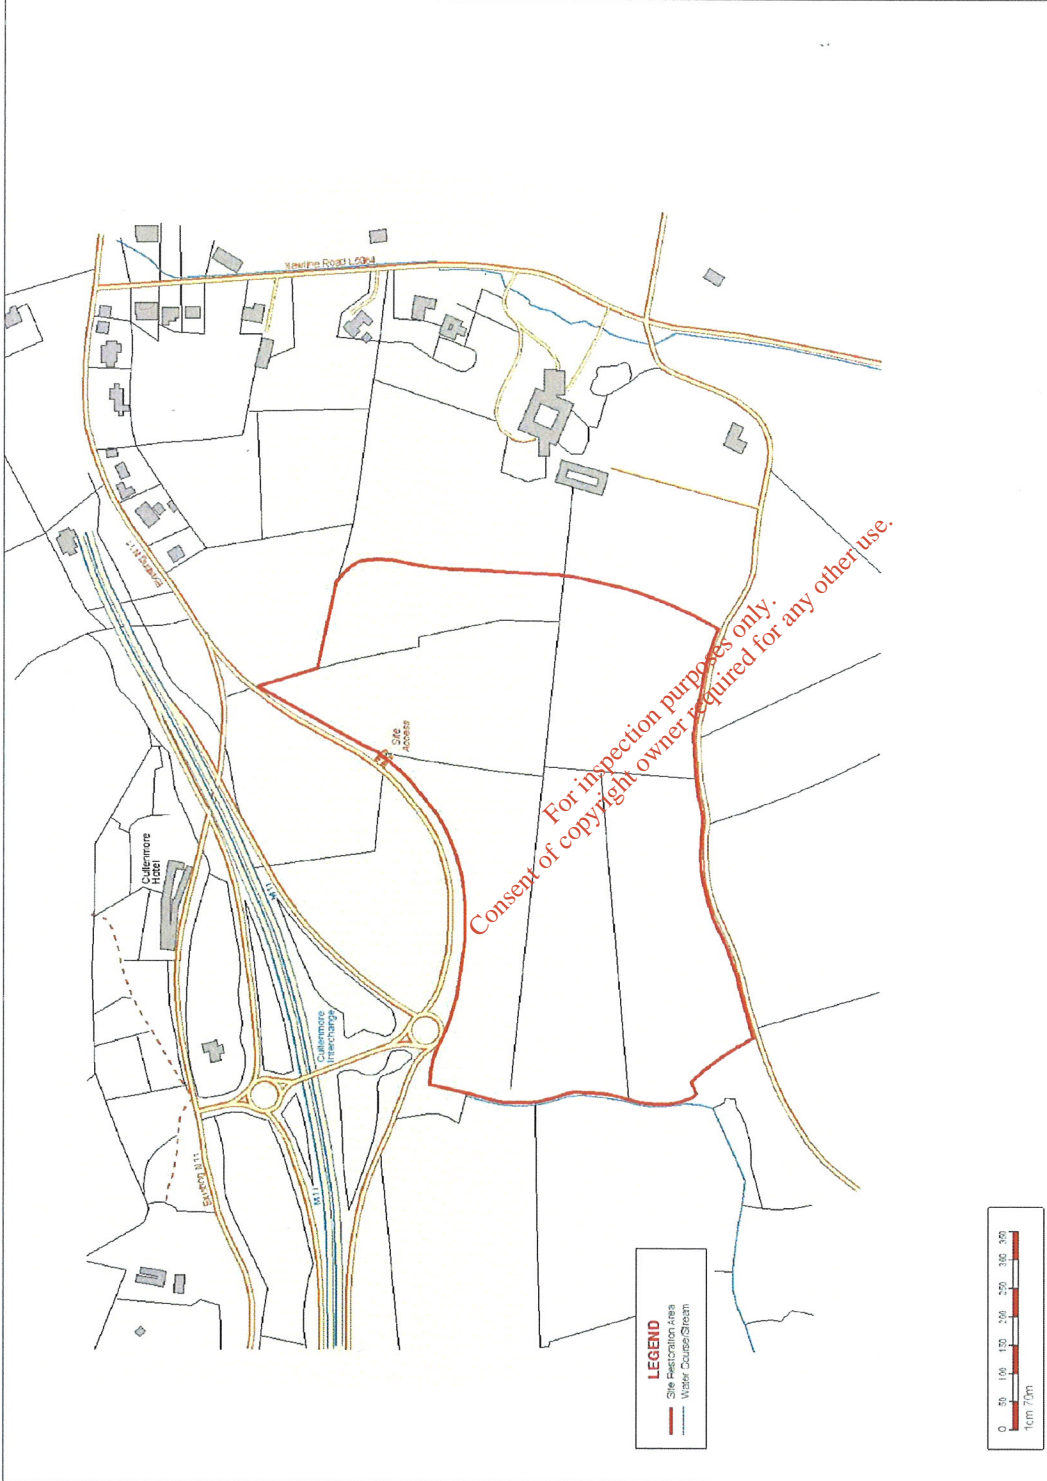 Newline Road L5964
Existing N11
Site
Access
Cullenmore
Hotel
M11
Cullenmore
Interchange
Existing N11
M11
For inspection purposes only.
Consent of copyright owner required for any other use.
LEGEND
Site Restoration Area
Water Course/Stream
0 50 100 150 200 250 300 350
1cm 70m